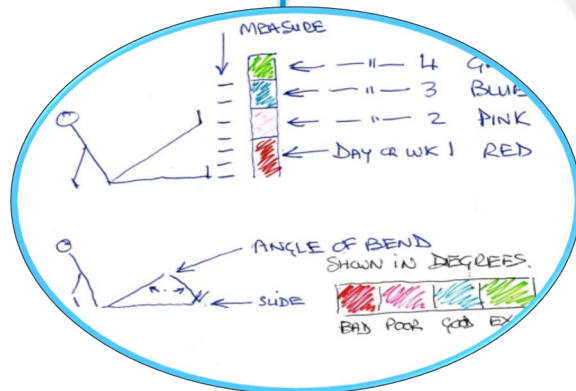 MEASURE
← —〃— 4
← —〃— 3 BLUE
← —〃— 2 PINK
← DAY OR WK 1 RED
ANGLE OF BEND
SHOWN IN DEGREES.
SLIDE
BAD POOR GOOD